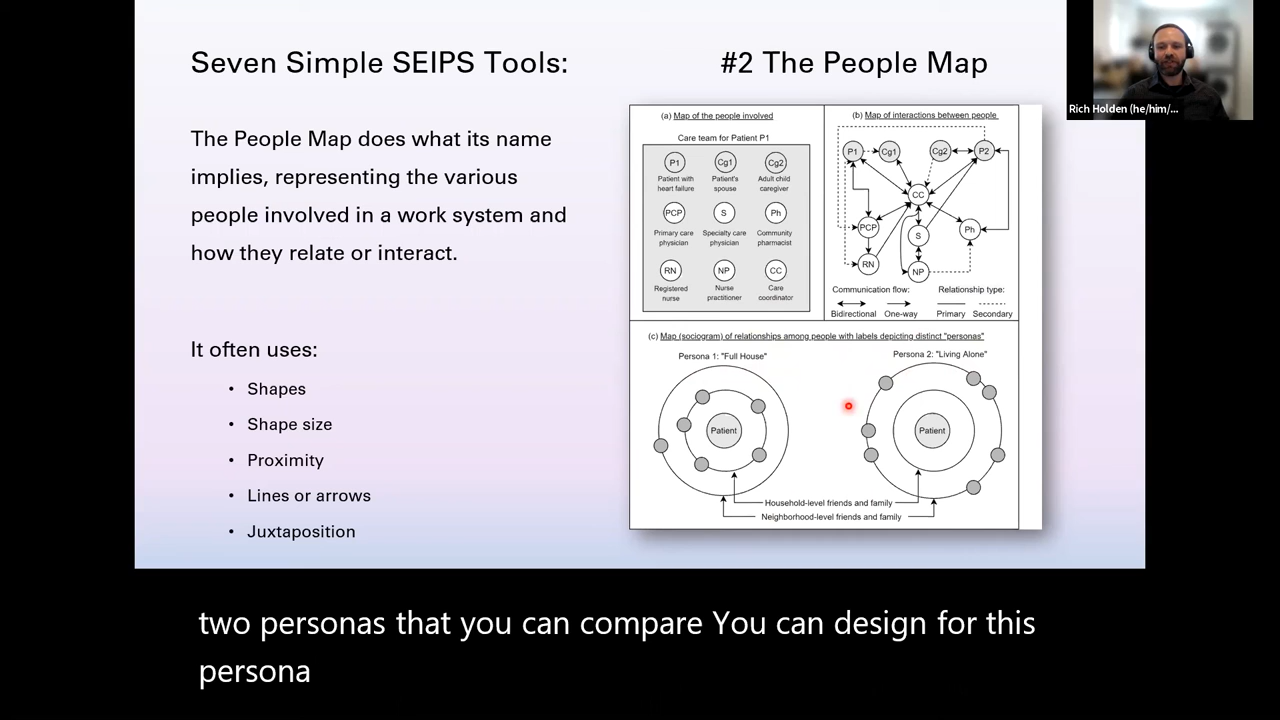 Seven Simple SEIPS Tools:
#2 The People Map
Rich Holden (he/him/...
The People Map does what its name
implies, representing the various
people involved in a work system and
how they relate or interact.
It often uses:
• Shapes
• Shape size
• Proximity
• Lines or arrows
• Juxtaposition
(a) Map of the people involved
Care team for Patient P1
P1 Cg1 Cg2
Patient with Patient's Adult child
heart failure spouse caregiver
PCP S Ph
Primary care Specialty care Community
physician physician pharmacist
RN NP CC
Registered Nurse Care
nurse practitioner coordinator
(b) Map of interactions between people
P1 Cg1 Cg2 P2
CC
PCP S Ph
RN NP
Communication flow: Relationship type:
Bidirectional One-way Primary Secondary
(c) Map (sociogram) of relationships among people with labels depicting distinct "personas"
Persona 1: "Full House" Persona 2: "Living Alone"
Patient Patient
Household-level friends and family
Neighborhood-level friends and family
two personas that you can compare You can design for this
persona